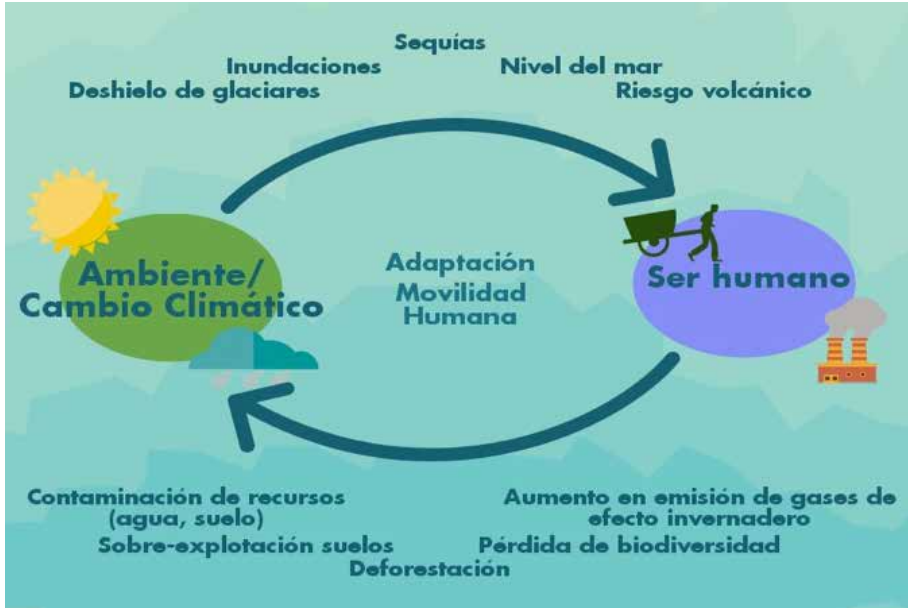 Sequías
Inundaciones
Nivel del mar
Deshielo de glaciares
Riesgo volcánico
Ambiente/
Cambio Climático
Adaptación
Movilidad
Humana
Ser humano
Contaminación de recursos
(agua, suelo)
Aumento en emisión de gases de
efecto invernadero
Sobre-explotación suelos
Pérdida de biodiversidad
Deforestación